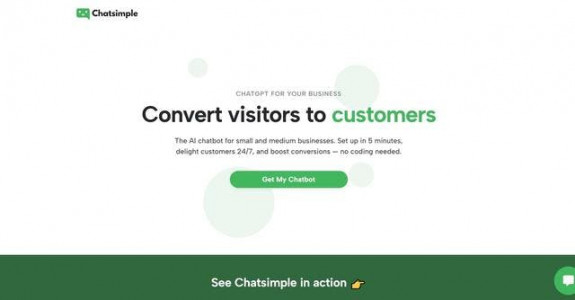 Chatsimple
CHATGPT FOR YOUR BUSINESS
Convert visitors to customers
The AI chatbot for small and medium businesses. Set up in 5 minutes,
delight customers 24/7, and boost conversions — no coding needed.
Get My Chatbot
See Chatsimple in action 👉